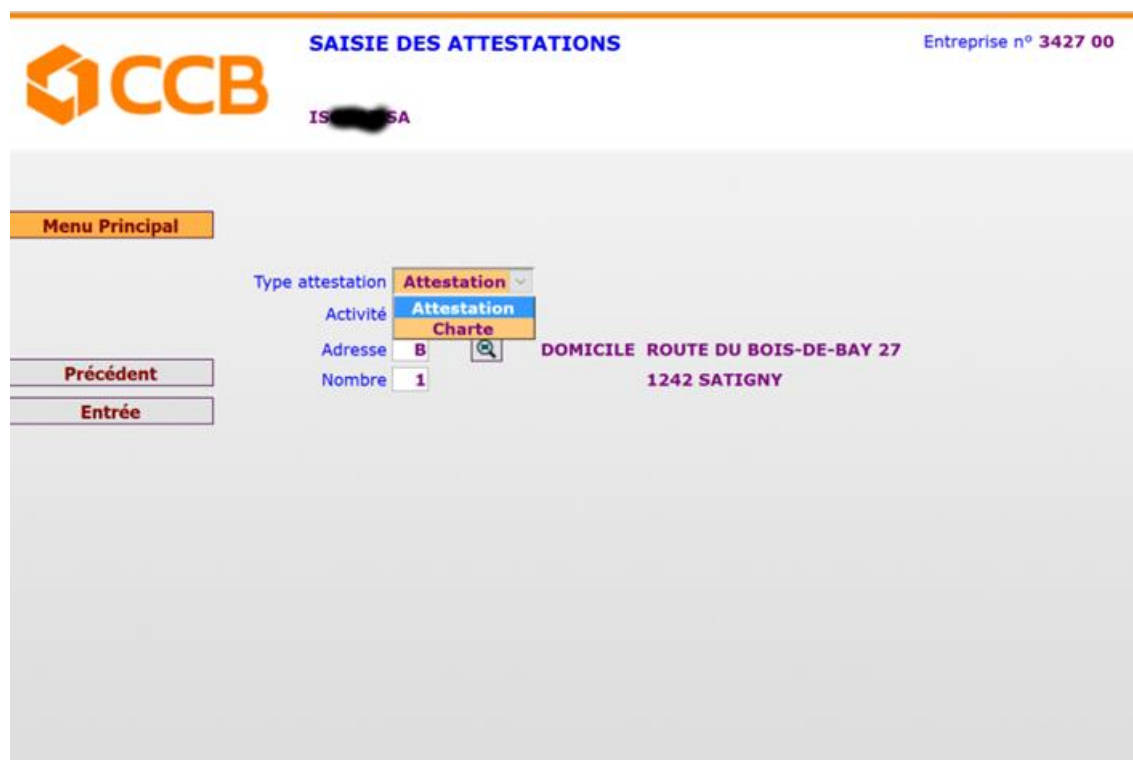 CCB
SAISIE DES ATTESTATIONS
Entreprise nº 3427 00
Menu Principal
Type attestation Attestation
Activité Attestation
Charte
Adresse B DOMICILE ROUTE DU BOIS-DE-BAY 27
Précédent
Nombre 1 1242 SATIGNY
Entrée